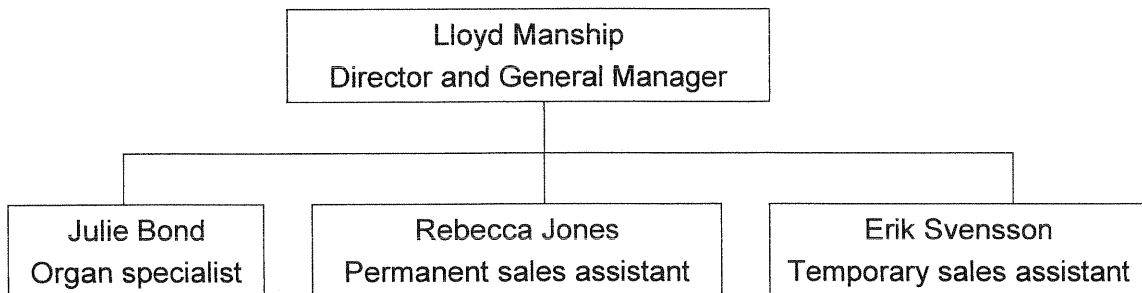 Lloyd Manship
Director and General Manager
Julie Bond
Organ specialist
Rebecca Jones
Permanent sales assistant
Erik Svensson
Temporary sales assistant